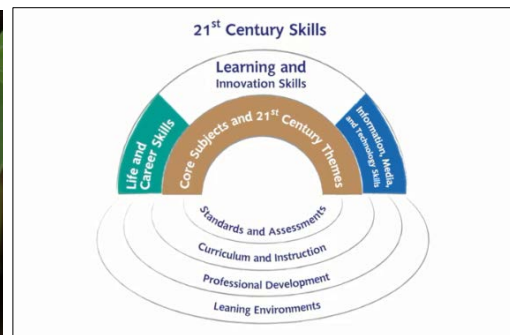 21st Century Skills
Learning and
Innovation Skills
Life and
Career Skills
Core Subjects and 21st Century Themes
Information, Media,
and Technology Skills
Standards and Assessments
Curriculum and Instruction
Professional Development
Leaning Environments